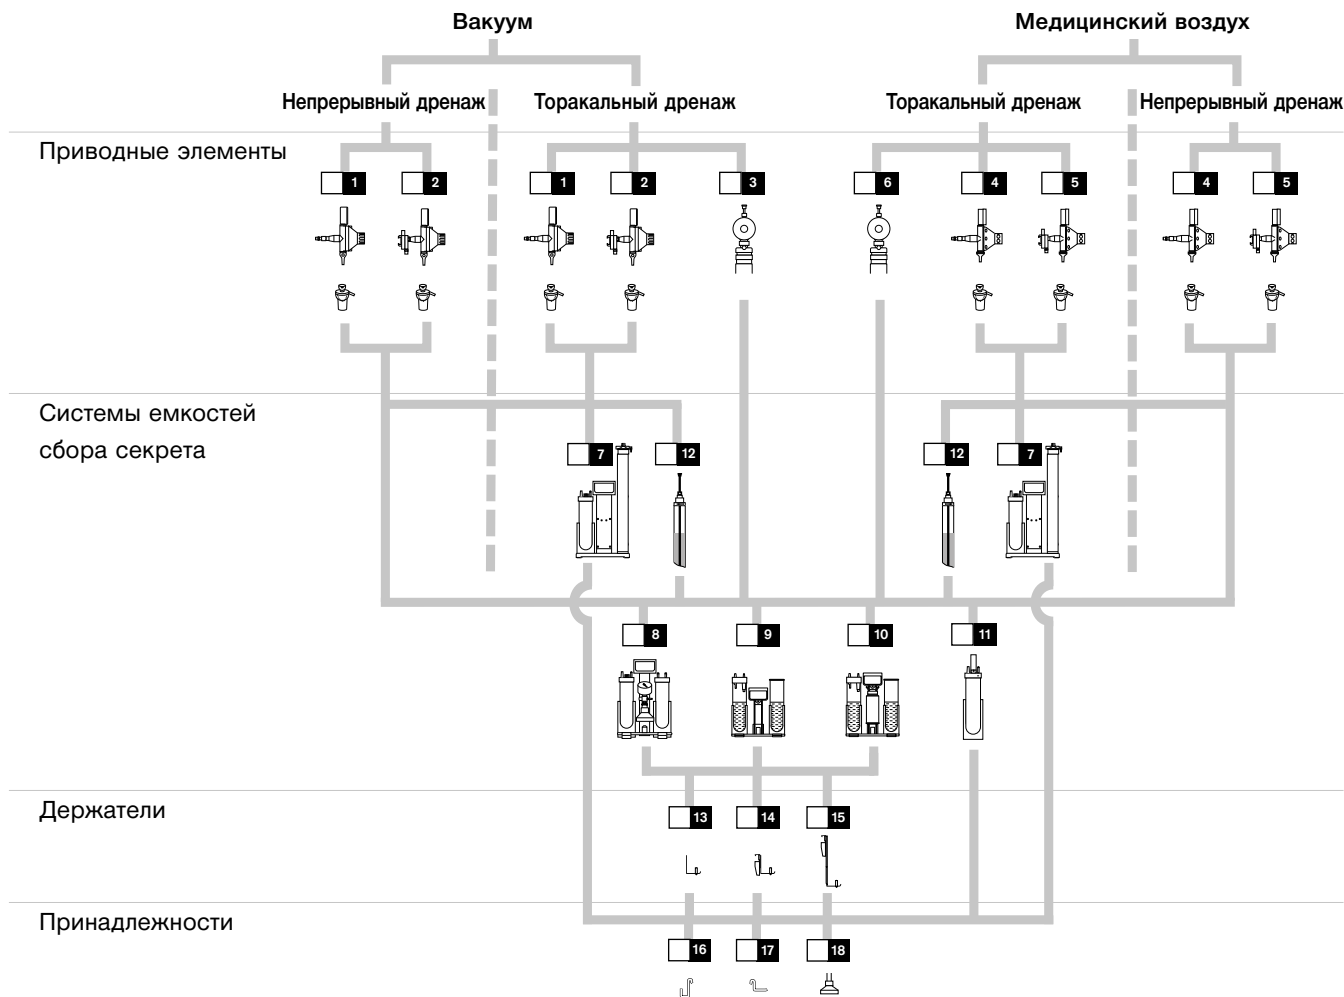 Вакуум
Медицинский воздух
Непрерывный дренаж
Торакальный дренаж
Торакальный дренаж
Непрерывный дренаж
Приводные элементы
1
2
1
2
3
6
4
5
4
5
Системы емкостей
сбора секрета
7
12
12
7
8
9
10
11
Держатели
13
14
15
Принадлежности
16
17
18